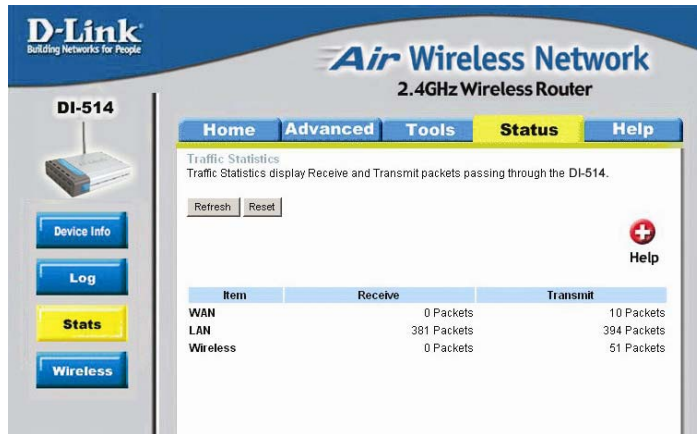 D-Link
Building Networks for People
Air Wireless Network
2.4GHz Wireless Router
DI-514
Home Advanced Tools Status Help
Traffic Statistics
Traffic Statistics display Receive and Transmit packets passing through the DI-514.
Refresh Reset
Device Info
Help
Log
Item Receive Transmit
WAN 0 Packets 10 Packets
Stats
LAN 381 Packets 394 Packets
Wireless 0 Packets 51 Packets
Wireless